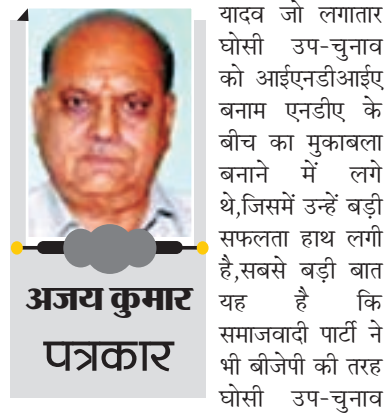 अजय कुमार
पत्रकार
यादव जो लगातार
घोसी उप-चुनाव
को आईएनडीआईए
बनाम एनडीए के
बीच का मुकाबला
बनाने में लगे
थे,जिसमें उन्हें बड़ी
सफलता हाथ लगी
है,सबसे बड़ी बात
यह है कि
समाजवादी पार्टी ने
भी बीजेपी की तरह
घोसी उप-चुनाव